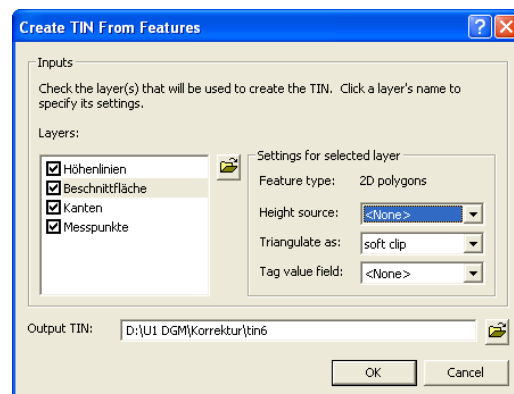 Create TIN From Features
Inputs
Check the layer(s) that will be used to create the TIN. Click a layer's name to
specify its settings.
Layers:
Höhenlinien
Beschnittfläche
Kanten
Messpunkte
Settings for selected layer
Feature type: 2D polygons
Height source: <None>
Triangulate as: soft clip
Tag value field: <None>
Output TIN: D:\U1 DGM\Korrektur\tin6
OK Cancel